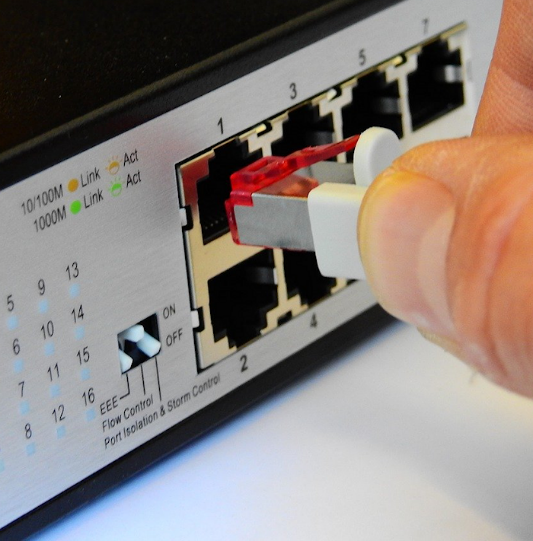 1 3 5 7
10/100M Link Act
1000M Link Act
5 9 13
6 10 14
7 11 15
8 12 16
ON
OFF
EEE
Flow Control
Port Isolation & Storm Control
2 4